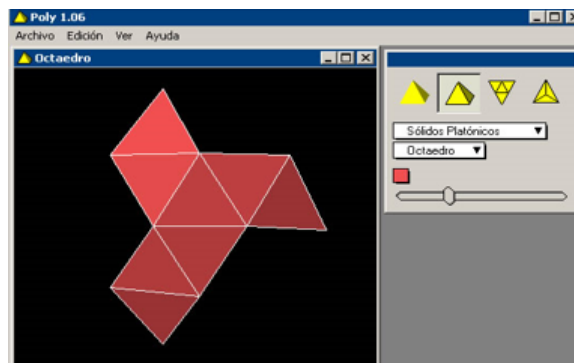 Poly 1.06
Archivo Edición Ver Ayuda
Octaedro
Sólidos Platónicos
Octaedro